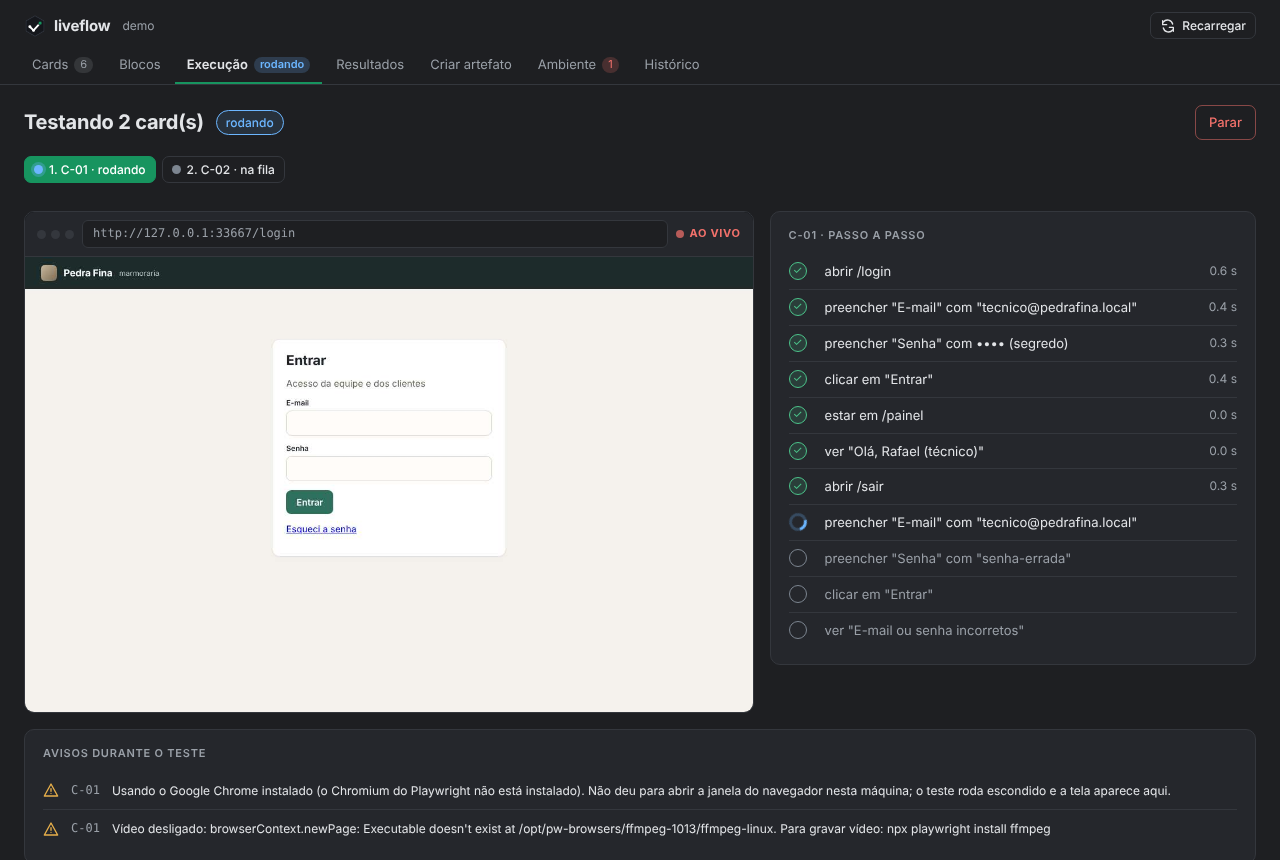 liveflow demo
Recarregar
Cards 6 Blocos Execução rodando Resultados Criar artefato Ambiente 1 Histórico
Testando 2 card(s) rodando
Parar
1. C-01 · rodando 2. C-02 · na fila
http://127.0.0.1:33667/login AO VIVO
Pedra Fina marmoraria
Entrar
Acesso da equipe e dos clientes
E-mail
Senha
Entrar
Esqueci a senha
C-01 · PASSO A PASSO
abrir /login 0.6 s
preencher "E-mail" com "tecnico@pedrafina.local" 0.4 s
preencher "Senha" com •••• (segredo) 0.3 s
clicar em "Entrar" 0.4 s
estar em /painel 0.0 s
ver "Olá, Rafael (técnico)" 0.0 s
abrir /sair 0.3 s
preencher "E-mail" com "tecnico@pedrafina.local"
preencher "Senha" com "senha-errada"
clicar em "Entrar"
ver "E-mail ou senha incorretos"
AVISOS DURANTE O TESTE
C-01 Usando o Google Chrome instalado (o Chromium do Playwright não está instalado). Não deu para abrir a janela do navegador nesta máquina; o teste roda escondido e a tela aparece aqui.
C-01 Vídeo desligado: browserContext.newPage: Executable doesn't exist at /opt/pw-browsers/ffmpeg-1013/ffmpeg-linux. Para gravar vídeo: npx playwright install ffmpeg